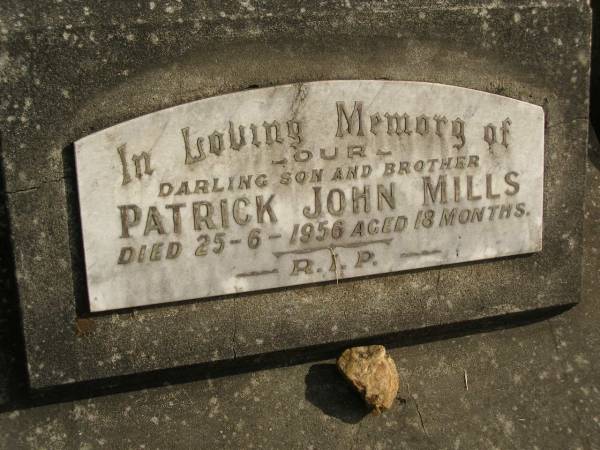 In Loving Memory of
- OUR -
DARLING SON AND BROTHER
PATRICK JOHN MILLS
DIED 25-6-1956 AGED 18 MONTHS.
- R.I.P. -